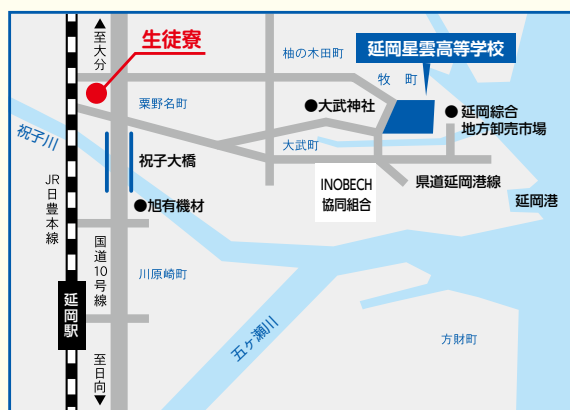 ▲至大分
生徒寮
柚の木田町
延岡星雲高等学校
牧町
粟野名町
●大武神社
●延岡綜合
地方卸売市場
祝子川
大武町
祝子大橋
INOBECH
協同組合
県道延岡港線
JR日豊本線
●旭有機材
延岡港
国道10号線
川原崎町
延岡駅
五ヶ瀬川
方財町
至日向▼